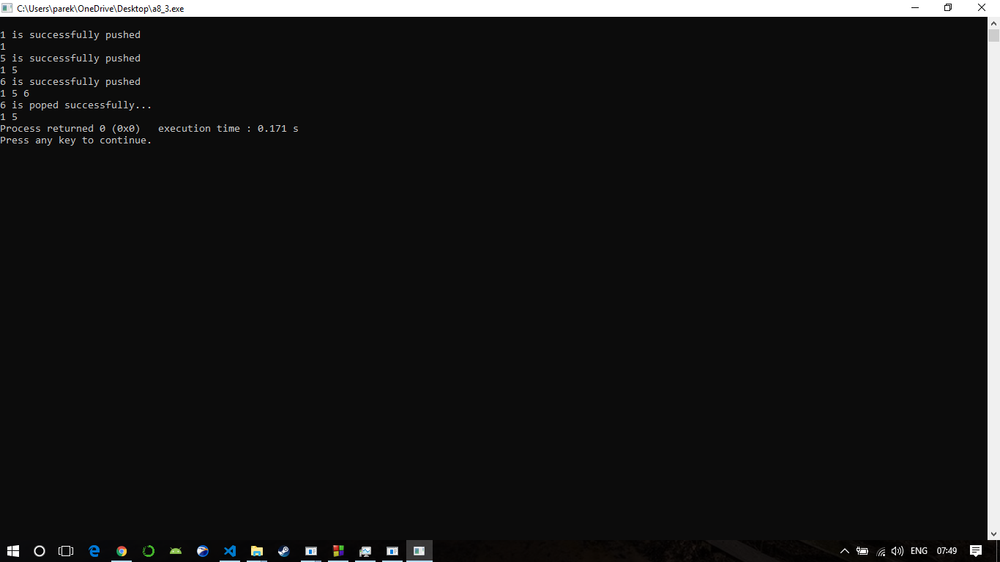 C:\Users\parek\OneDrive\Desktop\a8_3.exe
1 is successfully pushed
1
5 is successfully pushed
1 5
6 is successfully pushed
1 5 6
6 is poped successfully...
1 5
Process returned 0 (0x0)   execution time : 0.171 s
Press any key to continue.
ENG 07:49